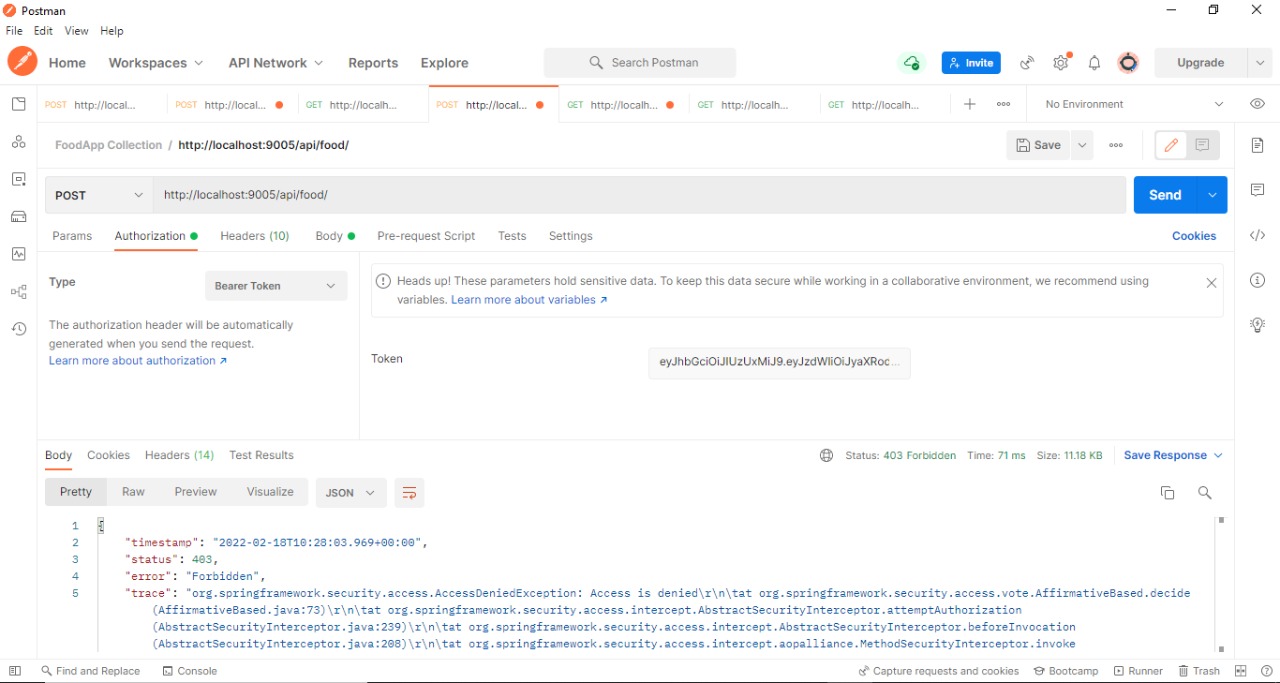 Postman
File Edit View Help
Home Workspaces API Network Reports Explore Search Postman Invite Upgrade
POST http://local... POST http://local... GET http://localh... POST http://local... GET http://localh... GET http://localh... GET http://localh... No Environment
FoodApp Collection / http://localhost:9005/api/food/ Save
POST http://localhost:9005/api/food/ Send
Params Authorization Headers (10) Body Pre-request Script Tests Settings Cookies
Type Bearer Token
Heads up! These parameters hold sensitive data. To keep this data secure while working in a collaborative environment, we recommend using
variables. Learn more about variables ↗
The authorization header will be automatically
generated when you send the request.
Learn more about authorization ↗
Token eyJhbGciOiJIUzUxMiJ9.eyJzdWIiOiJyaXRoc...
Body Cookies Headers (14) Test Results Status: 403 Forbidden Time: 71 ms Size: 11.18 KB Save Response
Pretty Raw Preview Visualize JSON
1 {
2 "timestamp": "2022-02-18T10:28:03.969+00:00",
3 "status": 403,
4 "error": "Forbidden",
5 "trace": "org.springframework.security.access.AccessDeniedException: Access is denied\r\n\tat org.springframework.security.access.vote.AffirmativeBased.decide
(AffirmativeBased.java:73)\r\n\tat org.springframework.security.access.intercept.AbstractSecurityInterceptor.attemptAuthorization
(AbstractSecurityInterceptor.java:239)\r\n\tat org.springframework.security.access.intercept.AbstractSecurityInterceptor.beforeInvocation
(AbstractSecurityInterceptor.java:208)\r\n\tat org.springframework.security.access.intercept.aopalliance.MethodSecurityInterceptor.invoke
Find and Replace Console Capture requests and cookies Bootcamp Runner Trash